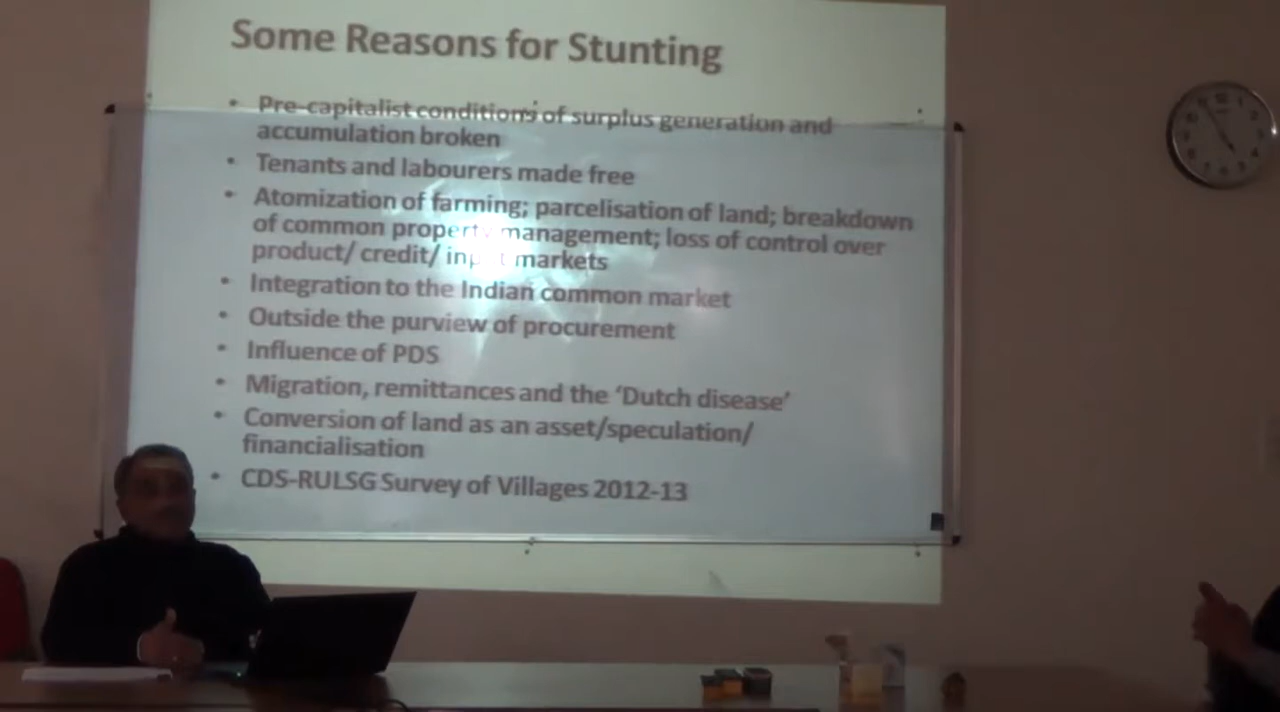 Some Reasons for Stunting
• Pre-capitalist conditions of surplus generation and
accumulation broken
• Tenants and labourers made free
• Atomization of farming; parcelisation of land; breakdown
of common property management; loss of control over
product/ credit/ input markets
• Integration to the Indian common market
• Outside the purview of procurement
• Influence of PDS
• Migration, remittances and the ‘Dutch disease’
• Conversion of land as an asset/speculation/
financialisation
• CDS-RULSG Survey of Villages 2012-13